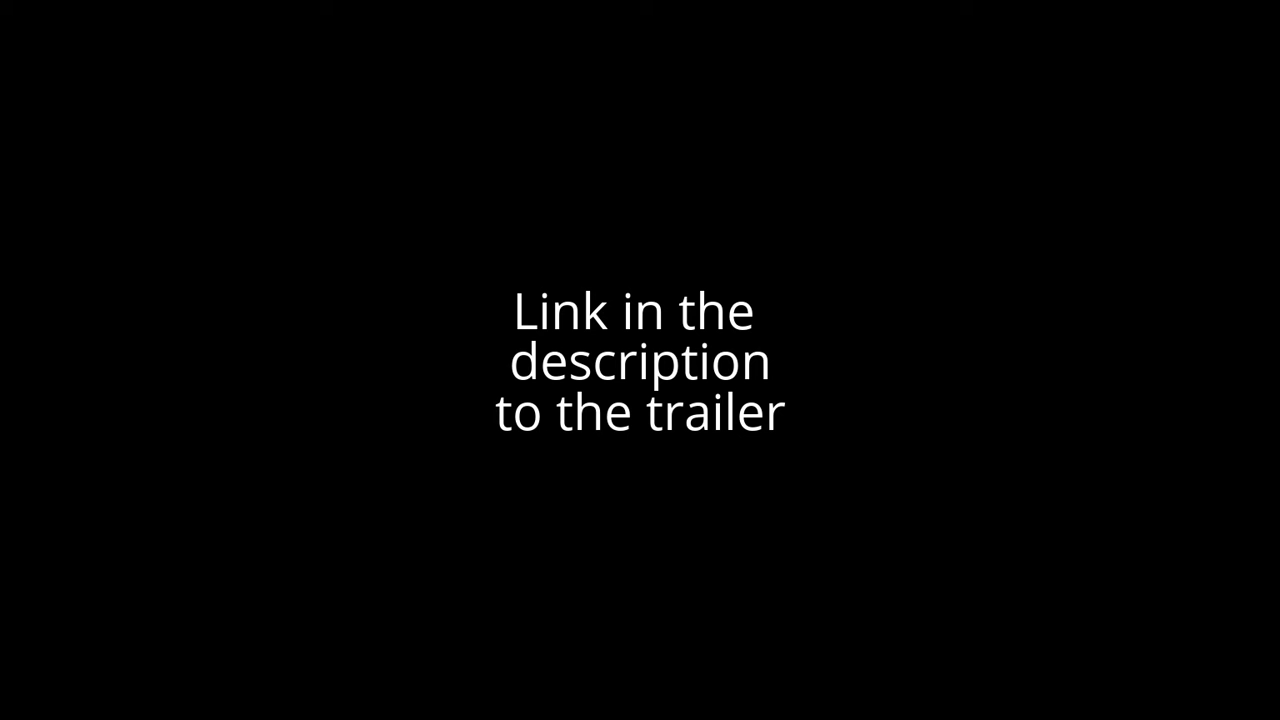 Link in the
description
to the trailer